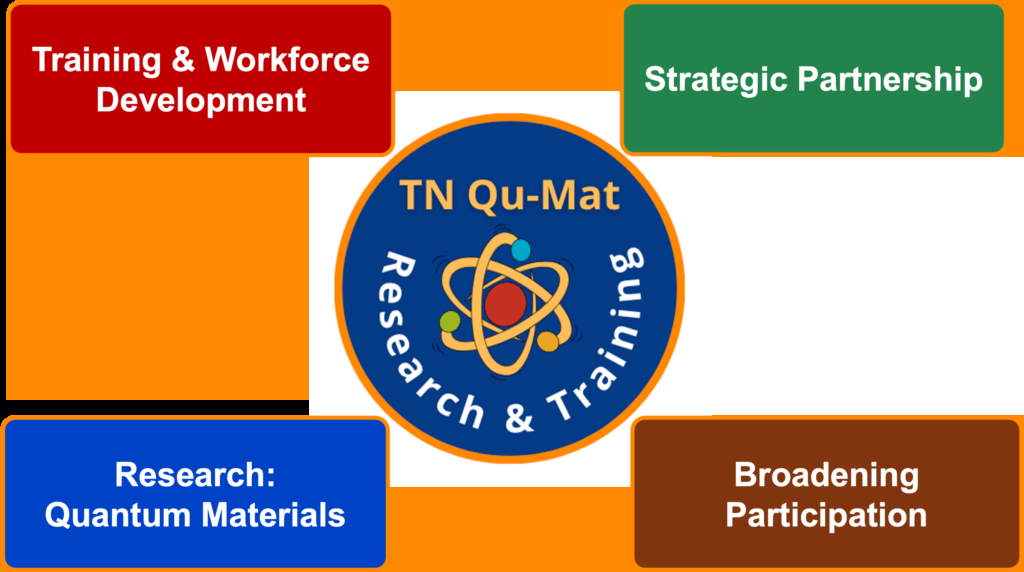 Training & Workforce
Development
Strategic Partnership
TN Qu-Mat
Research & Training
Research:
Quantum Materials
Broadening
Participation